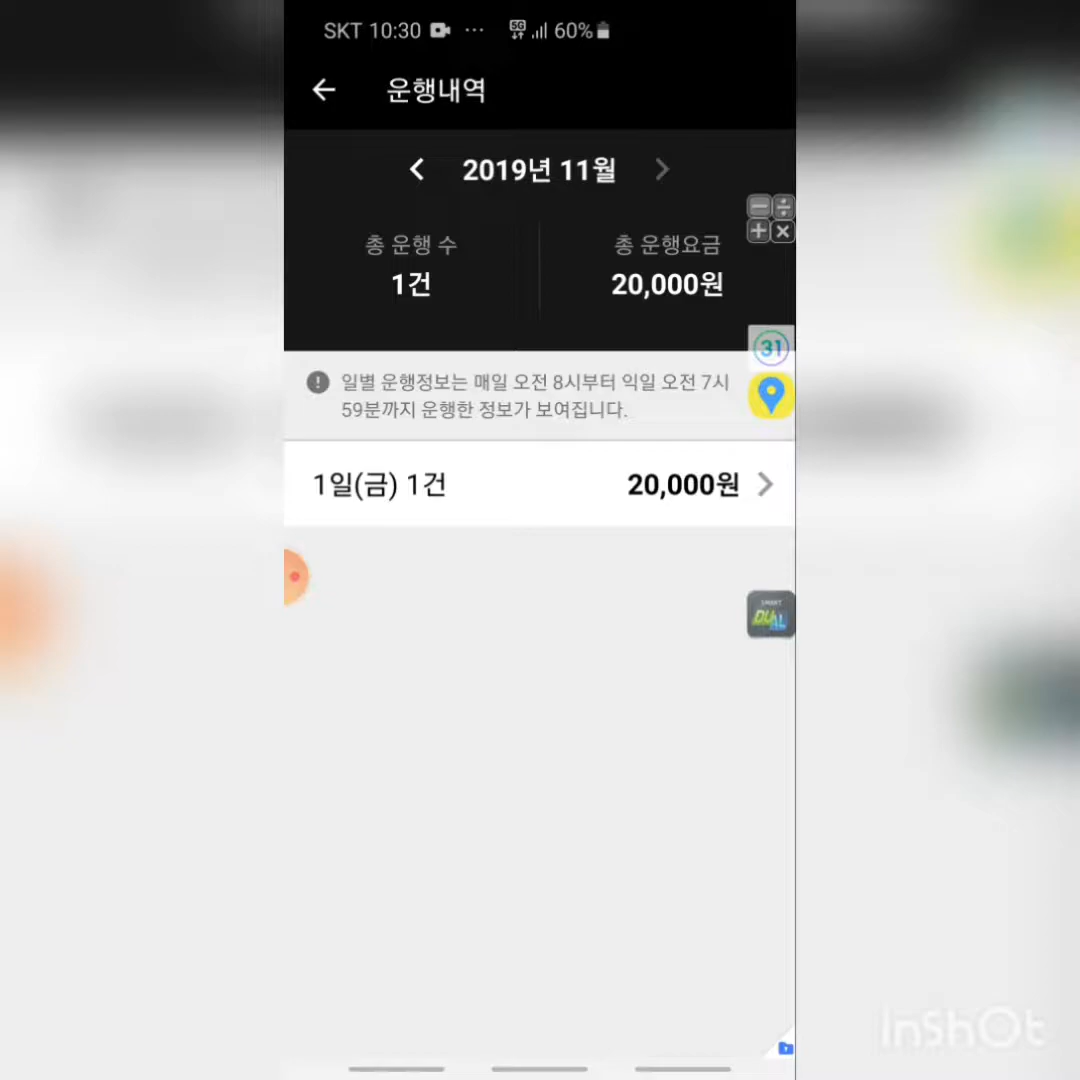 SKT 10:30 ··· 5G 60%
운행내역
2019년 11월
총 운행 수
총 운행요금
1건
20,000원
31
일별 운행정보는 매일 오전 8시부터 익일 오전 7시
59분까지 운행한 정보가 보여집니다.
1일(금) 1건
20,000원
SMART
DUAL
InShOt